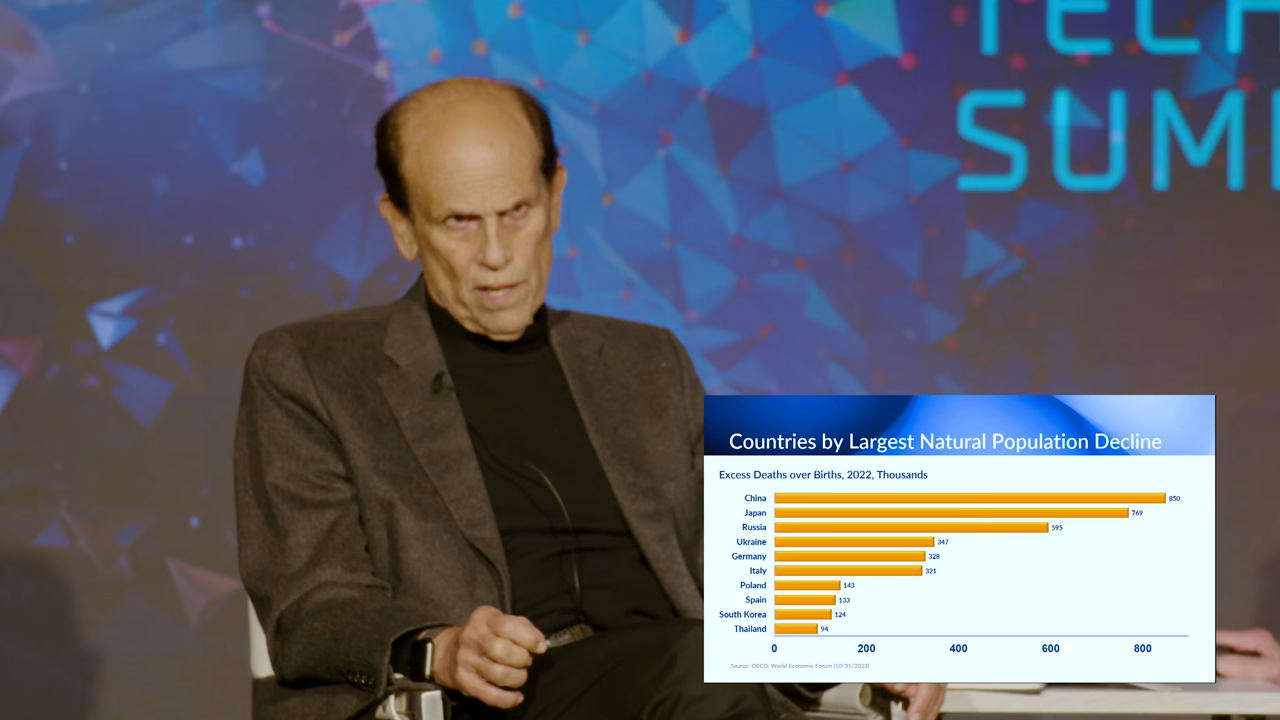 TECH
SUMM
Countries by Largest Natural Population Decline
Excess Deaths over Births, 2022, Thousands
China 850
Japan 769
Russia 595
Ukraine 347
Germany 328
Italy 321
Poland 143
Spain 133
South Korea 124
Thailand 94
0 200 400 600 800
Source: OECD, World Economic Forum (10/31/2023)